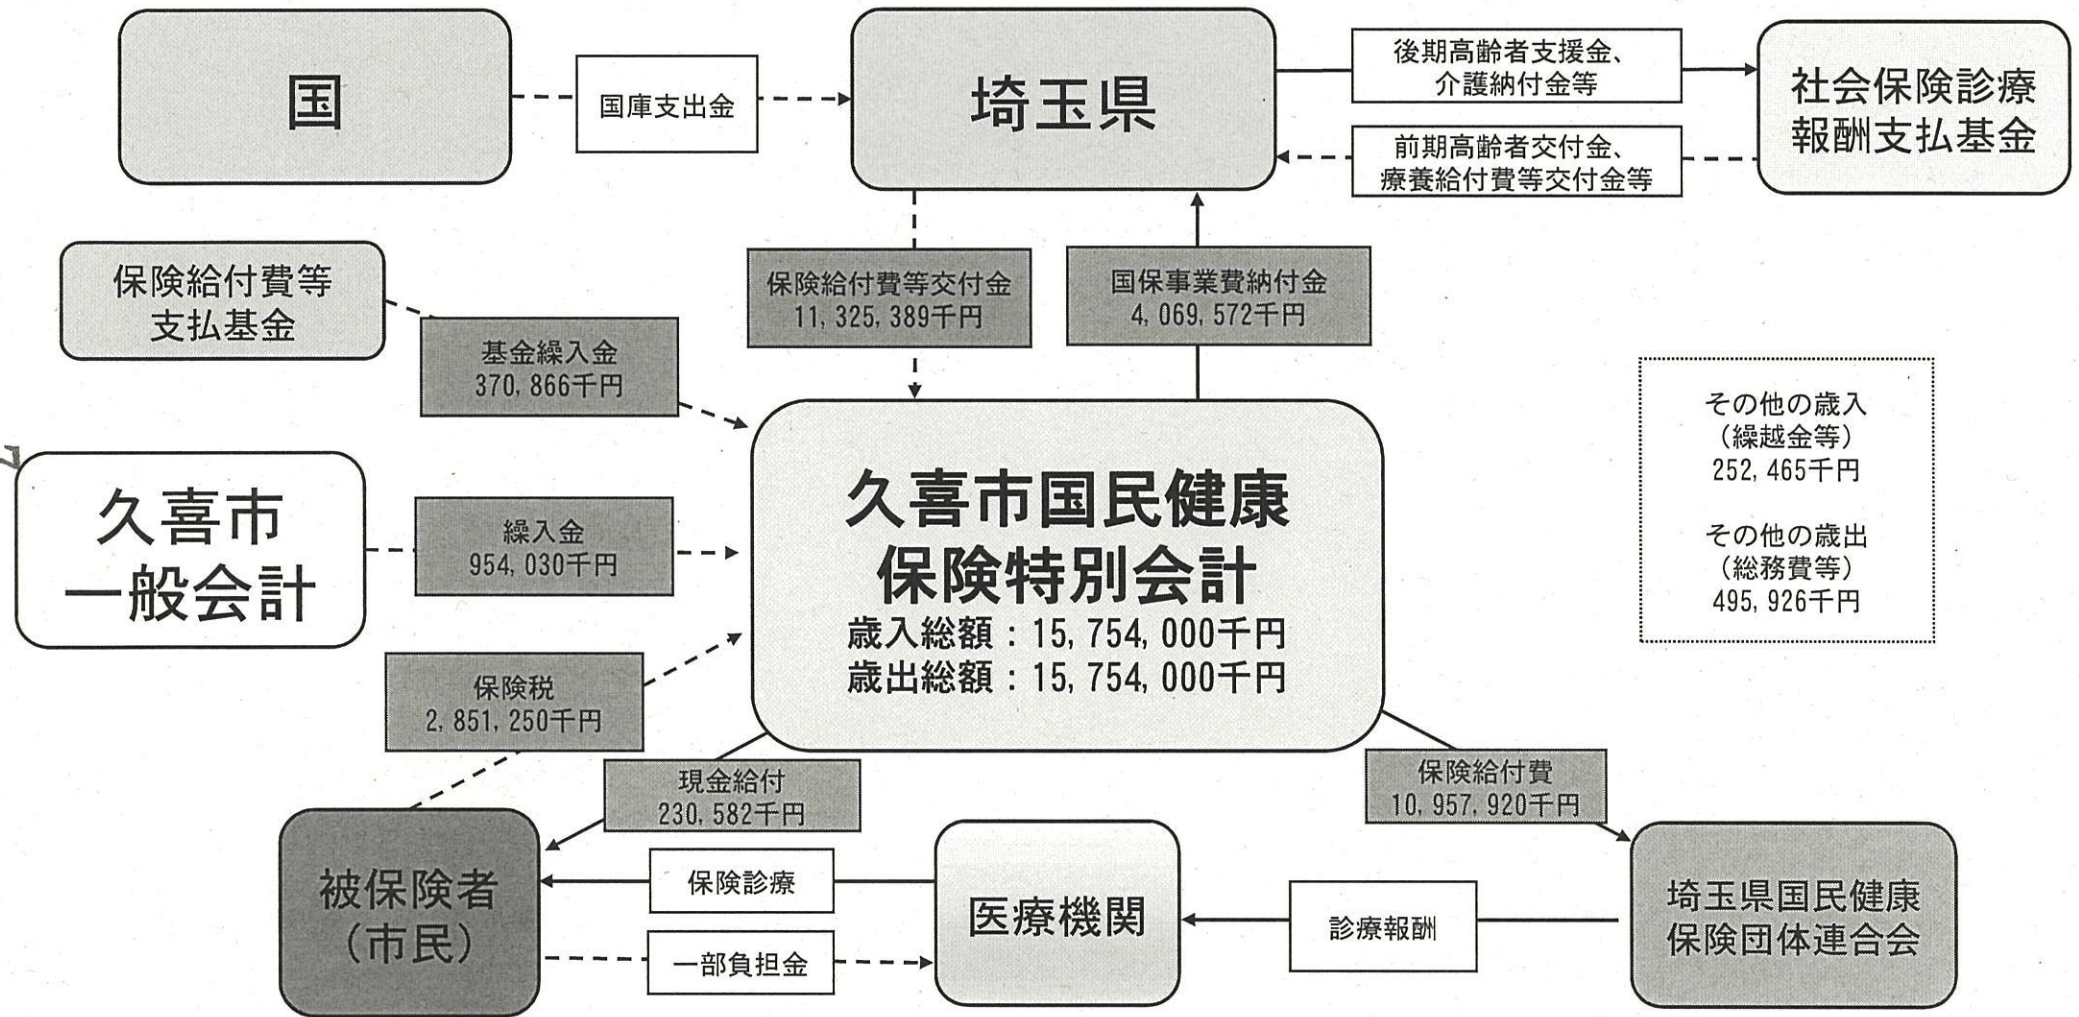 国
国庫支出金
埼玉県
後期高齢者支援金、
介護納付金等
前期高齢者交付金、
療養給付費等交付金等
社会保険診療
報酬支払基金
保険給付費等
支払基金
基金繰入金
370,866千円
保険給付費等交付金
11,325,389千円
国保事業費納付金
4,069,572千円
その他の歳入
（繰越金等）
252,465千円
その他の歳出
（総務費等）
495,926千円
久喜市
一般会計
繰入金
954,030千円
久喜市国民健康
保険特別会計
歳入総額：15,754,000千円
歳出総額：15,754,000千円
保険税
2,851,250千円
現金給付
230,582千円
保険給付費
10,957,920千円
被保険者
（市民）
保険診療
一部負担金
医療機関
診療報酬
埼玉県国民健康
保険団体連合会